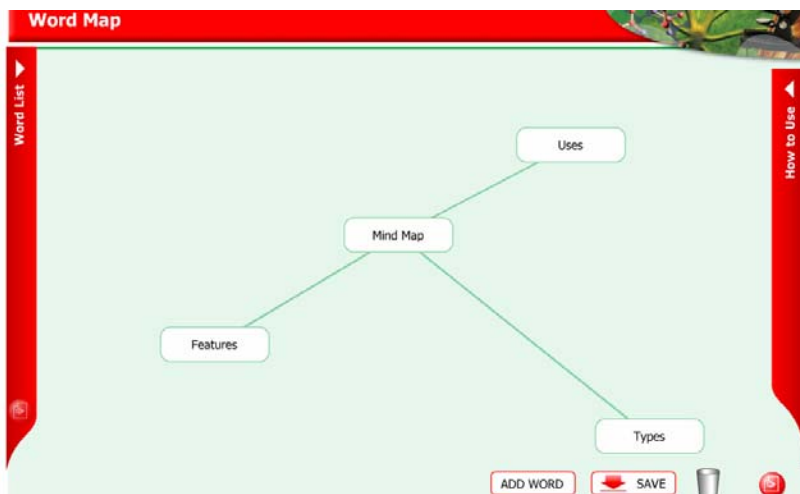 Word Map
Word List
How to Use
Uses
Mind Map
Features
Types
ADD WORD
SAVE
S
S